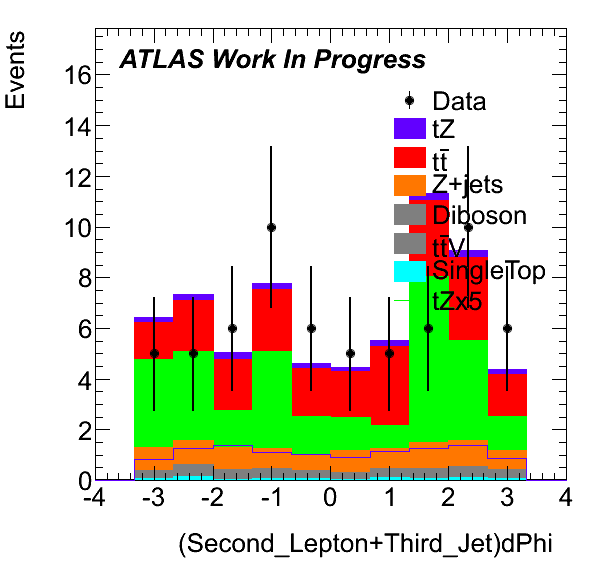 Events
ATLAS Work In Progress
Data
tZ
tt̄
Z+jets
Diboson
tt̄V
SingleTop
tZx5
16
14
12
10
8
6
4
2
0
-4 -3 -2 -1 0 1 2 3 4
(Second_Lepton+Third_Jet)dPhi